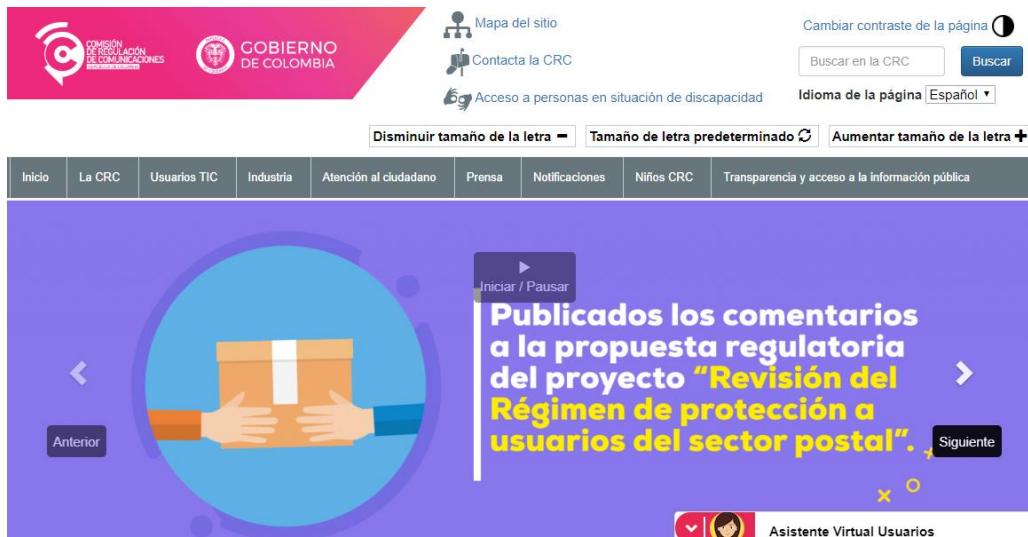 COMISIÓN
DE REGULACIÓN
DE COMUNICACIONES
REPÚBLICA DE COLOMBIA
GOBIERNO
DE COLOMBIA
Mapa del sitio
Contacta la CRC
Acceso a personas en situación de discapacidad
Cambiar contraste de la página
Buscar en la CRC
Buscar
Idioma de la página Español
Disminuir tamaño de la letra
Tamaño de letra predeterminado
Aumentar tamaño de la letra
Inicio La CRC Usuarios TIC Industria Atención al ciudadano Prensa Notificaciones Niños CRC Transparencia y acceso a la información pública
Iniciar / Pausar
Publicados los comentarios
a la propuesta regulatoria
del proyecto “Revisión del
Régimen de protección a
usuarios del sector postal”.
Anterior
Siguiente
Asistente Virtual Usuarios